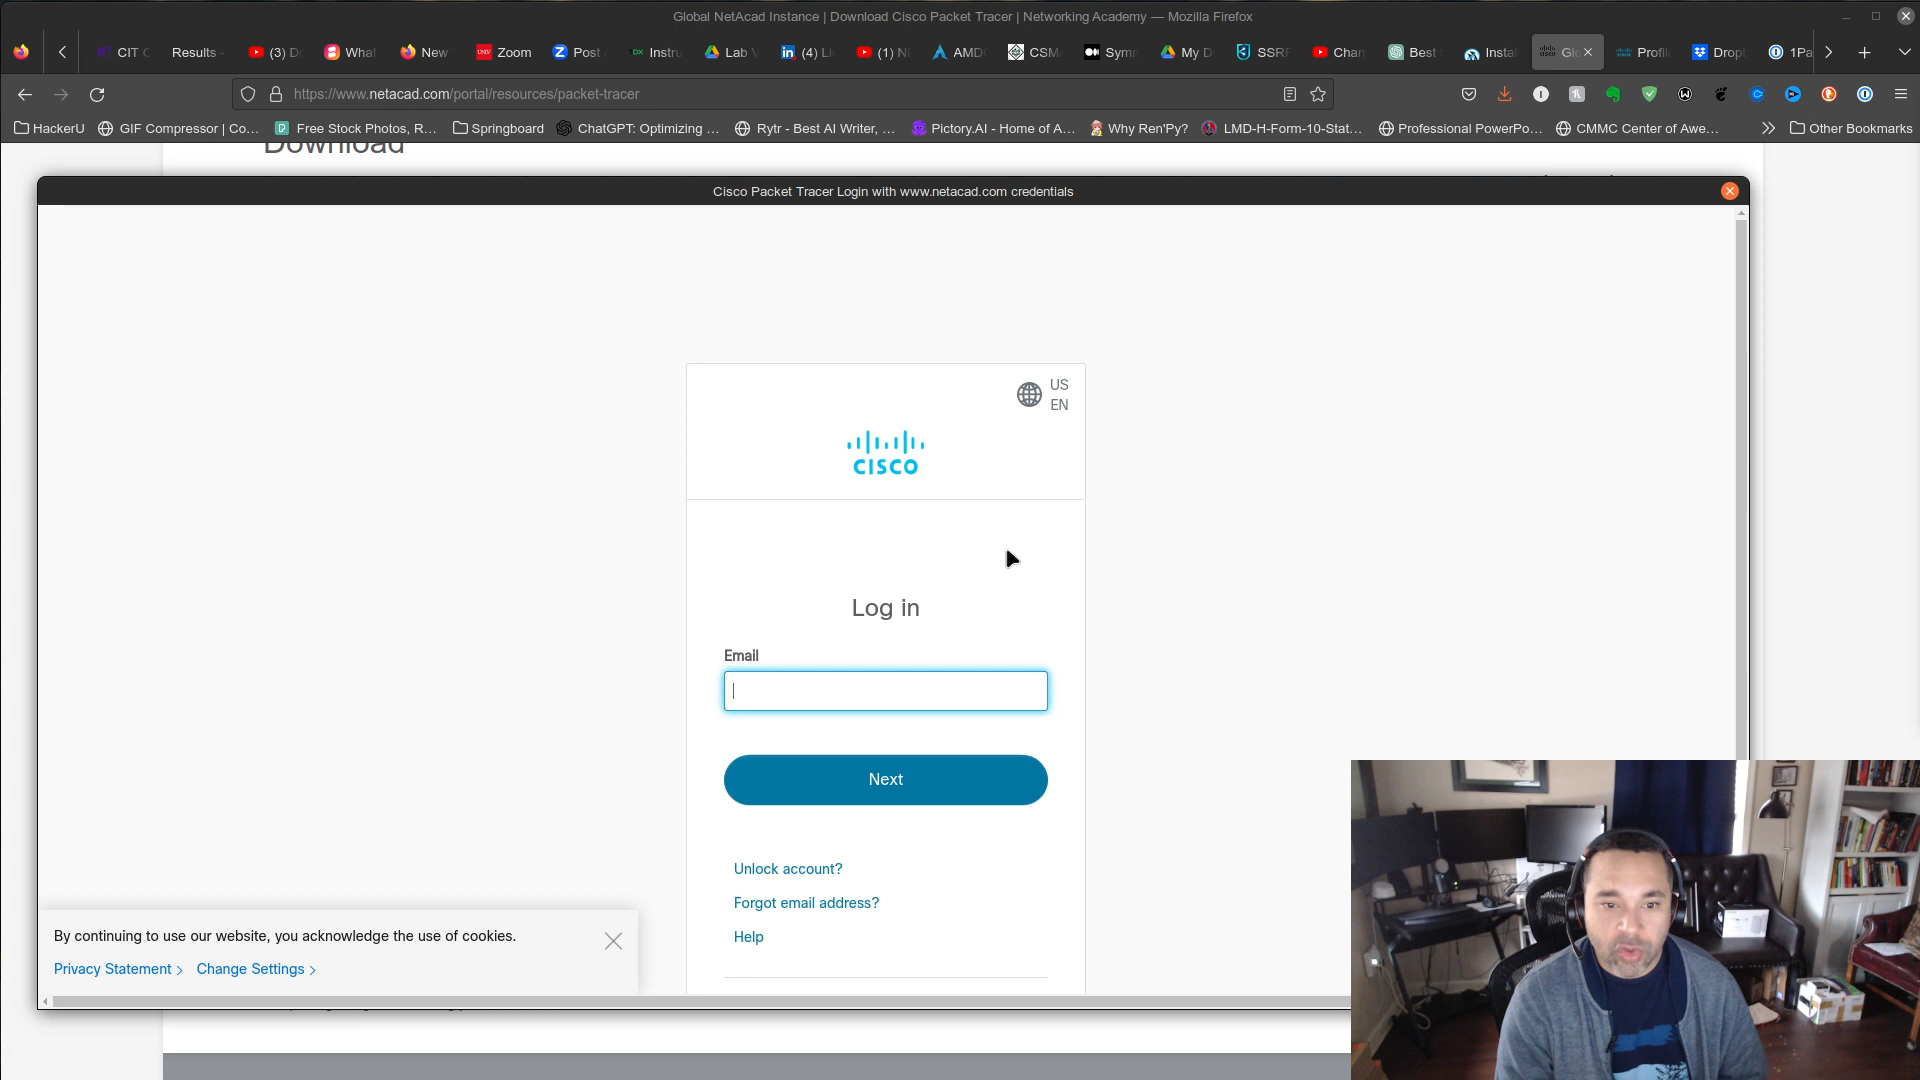 Global NetAcad Instance | Download Cisco Packet Tracer | Networking Academy — Mozilla Firefox
CIT Results - (3) What New Zoom Post Instru Lab (4) Li (1) N AMD CSM Symn My D SSRF Chan Best Insta Glo Profil Drop 1Pa
https://www.netacad.com/portal/resources/packet-tracer
HackerU GIF Compressor | Co... Free Stock Photos, R... Springboard ChatGPT: Optimizing ... Rytr - Best AI Writer, ... Pictory.AI - Home of A... Why Ren'Py? LMD-H-Form-10-Stat... Professional PowerPo... CMMC Center of Awe... Other Bookmarks
Download
Cisco Packet Tracer Login with www.netacad.com credentials
US
EN
CISCO
Log in
Email
Next
Unlock account?
Forgot email address?
Help
By continuing to use our website, you acknowledge the use of cookies.
Privacy Statement > Change Settings >